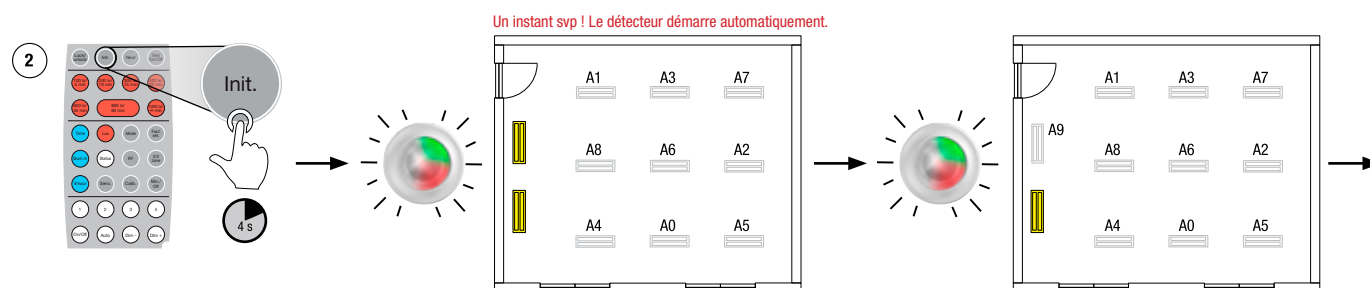 Un instant svp ! Le détecteur démarre automatiquement.
2
Init.
Init.
Lux
Mode
Status
RF
Sens.
1 2 3 4
On/Off Auto Dim - Dim +
4 s
A1 A3 A7
A8 A6 A2
A4 A0 A5
A1 A3 A7
A9
A8 A6 A2
A4 A0 A5